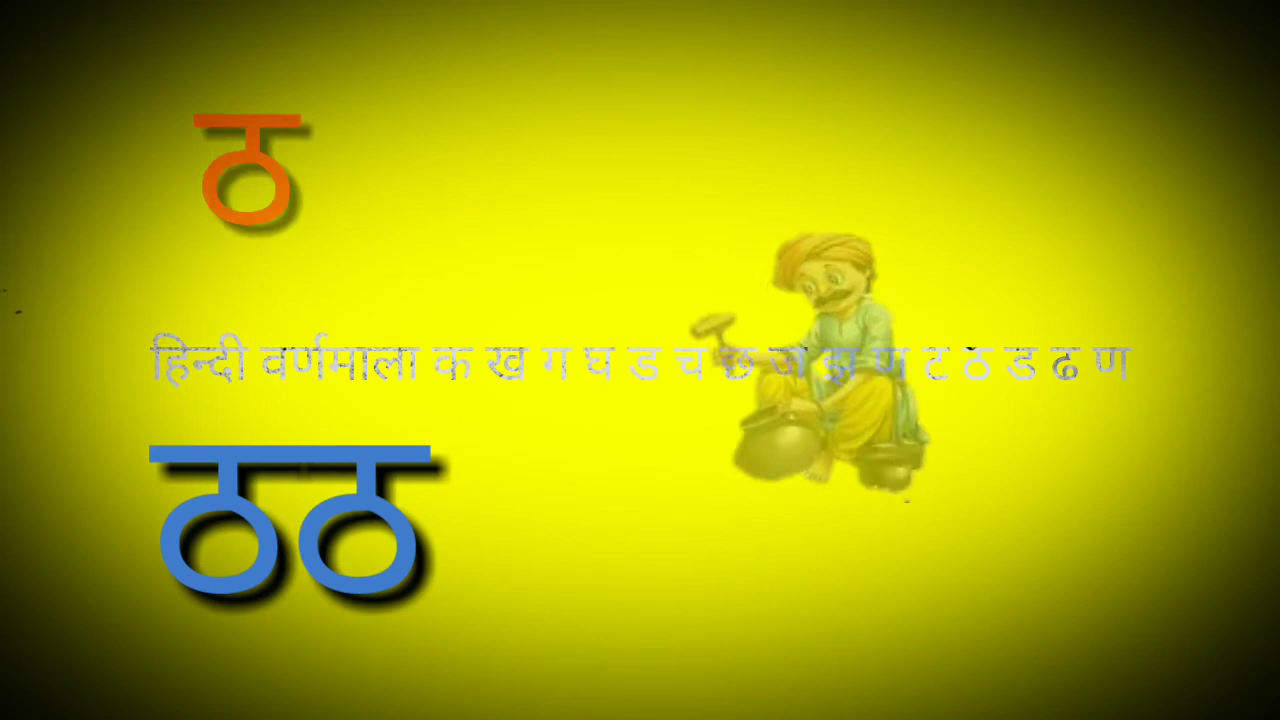 ठ
हिन्दी वर्णमाला क ख ग घ ड च छ ज झ ण ट ठ ड ढ ण
ठठ